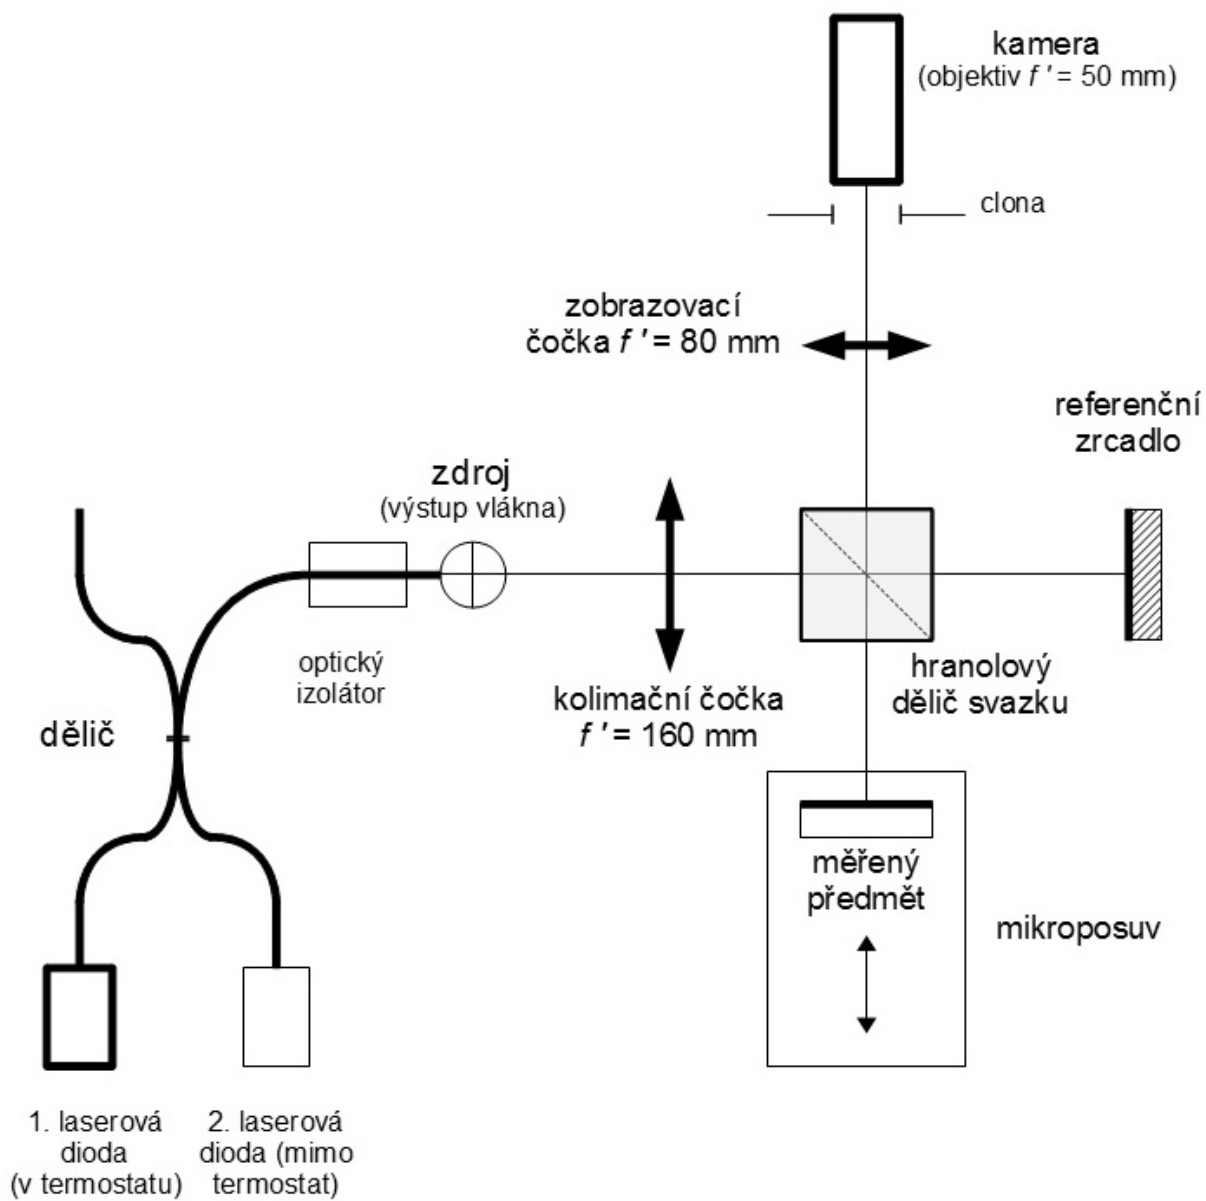 kamera
(objektiv f ' = 50 mm)
clona
zobrazovací
čočka f ' = 80 mm
referenční
zrcadlo
zdroj
(výstup vlákna)
optický
izolátor
kolimační čočka
f ' = 160 mm
hranolový
dělič svazku
dělič
měřený
předmět
mikroposuv
1. laserová
dioda
(v termostatu)
2. laserová
dioda (mimo
termostat)